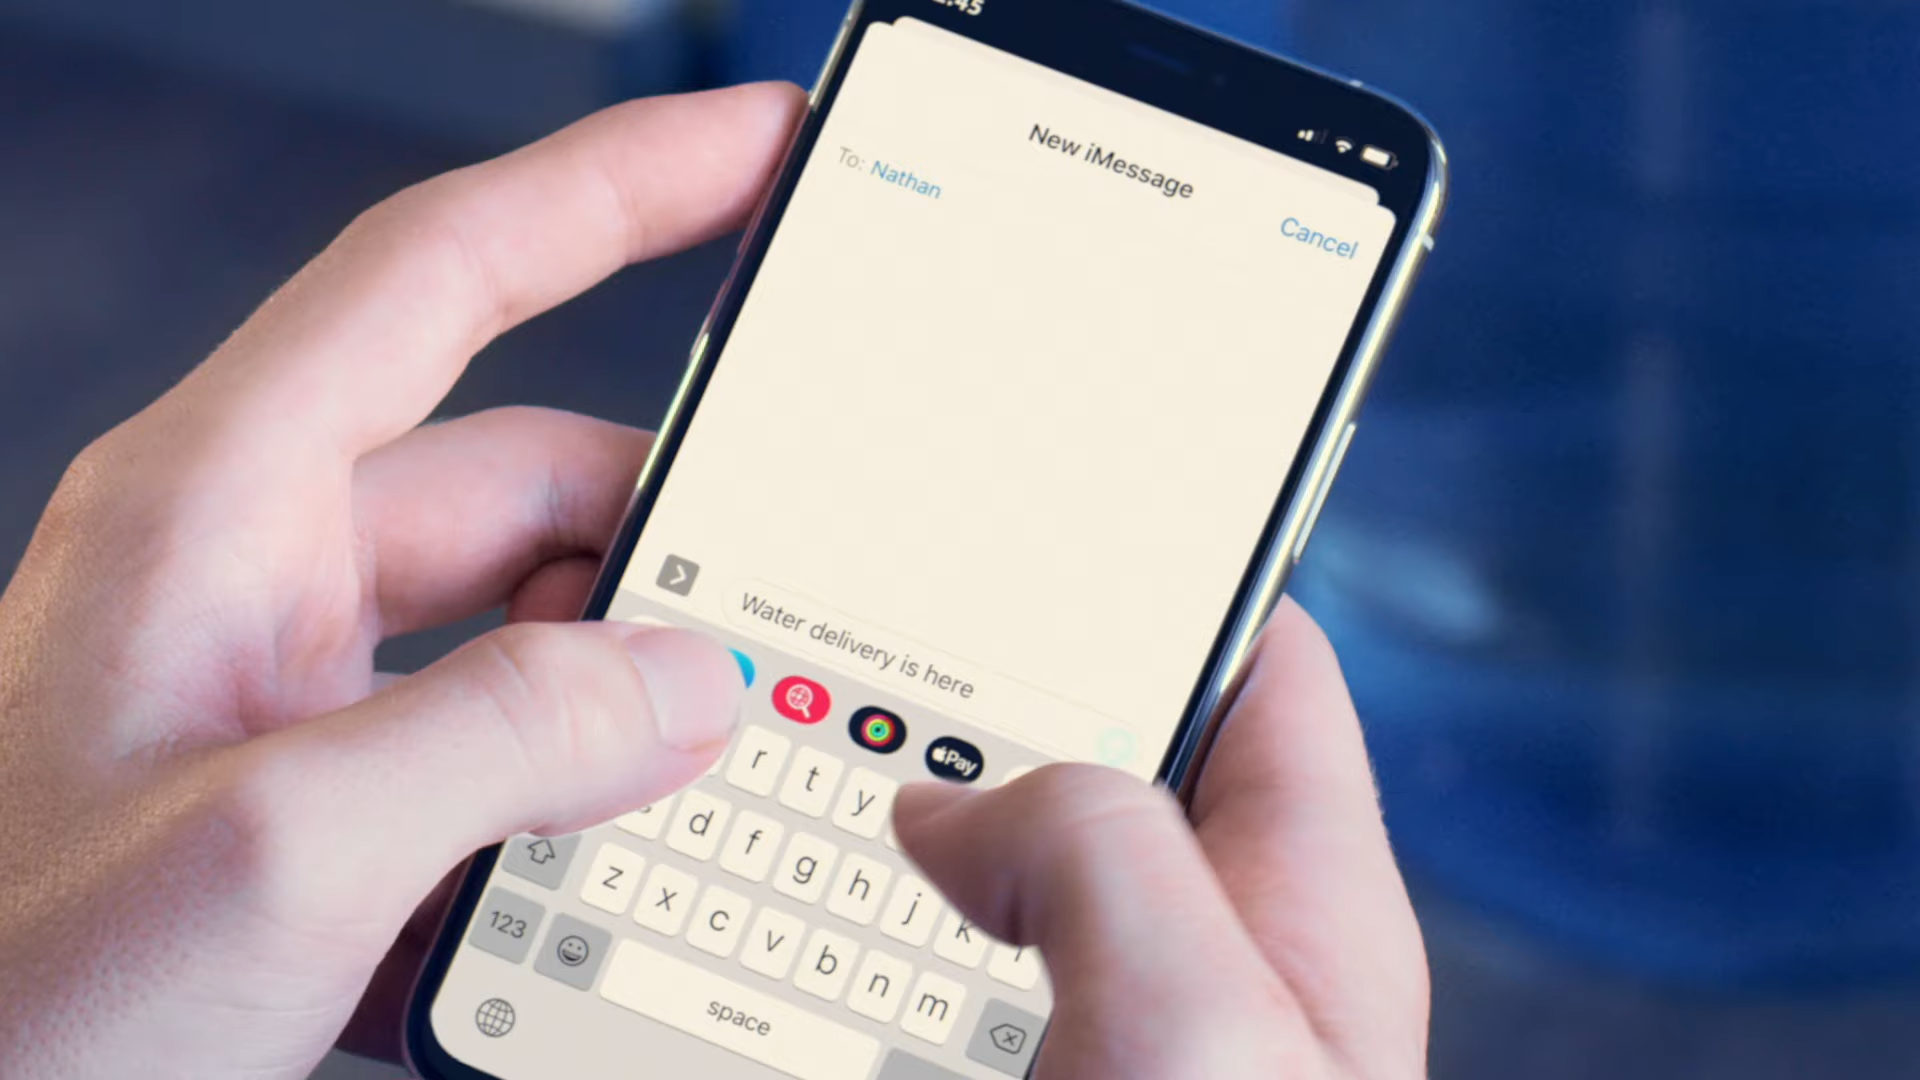 New iMessage
To: Nathan
Cancel
Water delivery is here
Pay
r t y
d f g h j k
z x c v b n m
123
space